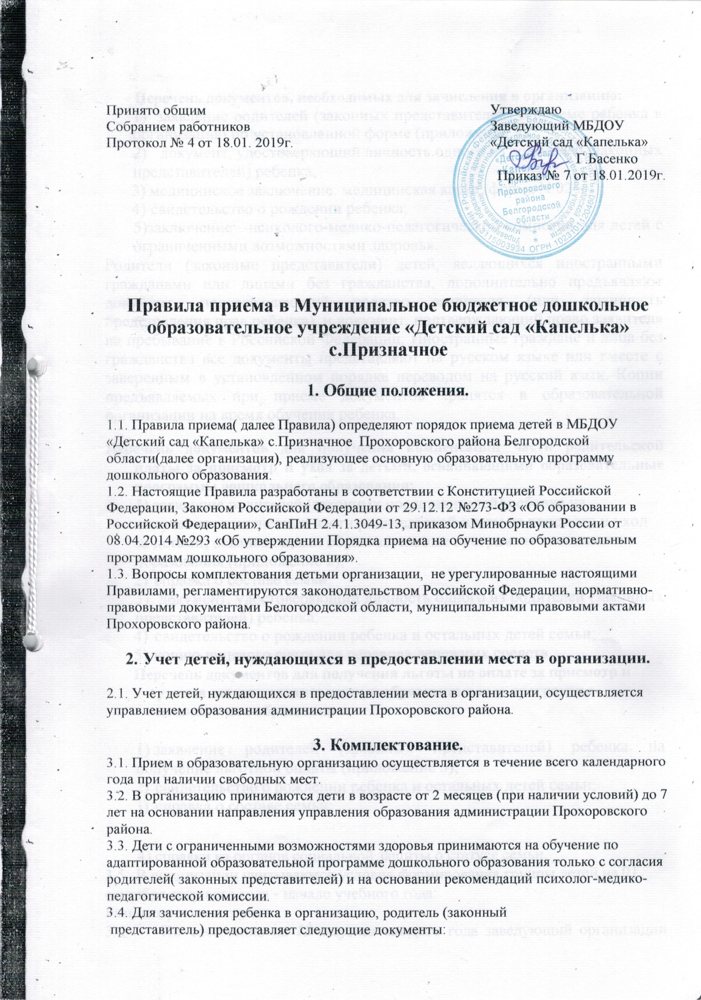 Принято общим
Собранием работников
Протокол № 4 от 18.01. 2019г.
Утверждаю
Заведующий МБДОУ
«Детский сад «Капелька»
Г.Басенко
Приказ № 7 от 18.01.2019г.
«Детский сад
«Капелька»
с. Призначное
Прохоровского
района
Белгородской
области
ИНН 3115003934 ОГРН 1023101120460
Правила приема в Муниципальное бюджетное дошкольное
образовательное учреждение «Детский сад «Капелька»
с.Призначное
1. Общие положения.
1.1. Правила приема( далее Правила) определяют порядок приема детей в МБДОУ
«Детский сад «Капелька» с.Призначное Прохоровского района Белгородской
области(далее организация), реализующее основную образовательную программу
дошкольного образования.
1.2. Настоящие Правила разработаны в соответствии с Конституцией Российской
Федерации, Законом Российской Федерации от 29.12.12 №273-ФЗ «Об образовании в
Российской Федерации», СанПиН 2.4.1.3049-13, приказом Минобрнауки России от
08.04.2014 №293 «Об утверждении Порядка приема на обучение по образовательным
программам дошкольного образования».
1.3. Вопросы комплектования детьми организации, не урегулированные настоящими
Правилами, регламентируются законодательством Российской Федерации, нормативно-
правовыми документами Белогородской области, муниципальными правовыми актами
Прохоровского района.
2. Учет детей, нуждающихся в предоставлении места в организации.
2.1. Учет детей, нуждающихся в предоставлении места в организации, осуществляется
управлением образования администрации Прохоровского района.
3. Комплектование.
3.1. Прием в образовательную организацию осуществляется в течение всего календарного
года при наличии свободных мест.
3.2. В организацию принимаются дети в возрасте от 2 месяцев (при наличии условий) до 7
лет на основании направления управления образования администрации Прохоровского
района.
3.3. Дети с ограниченными возможностями здоровья принимаются на обучение по
адаптированной образовательной программе дошкольного образования только с согласия
родителей( законных представителей) и на основании рекомендаций психолог-медико-
педагогической комиссии.
3.4. Для зачисления ребенка в организацию, родитель (законный
представитель) предоставляет следующие документы: